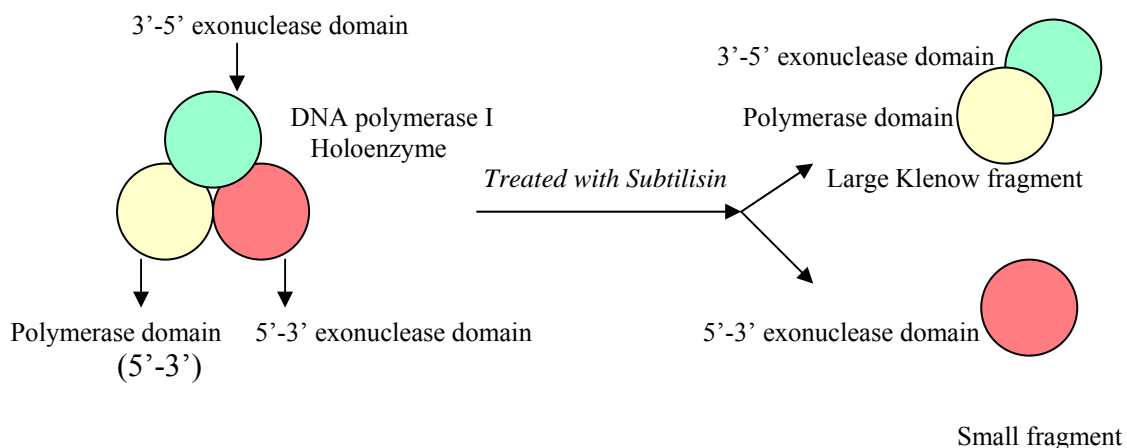 3’-5’ exonuclease domain
DNA polymerase I
Holoenzyme
Polymerase domain
(5’-3’)
5’-3’ exonuclease domain
Treated with Subtilisin
3’-5’ exonuclease domain
Polymerase domain
Large Klenow fragment
5’-3’ exonuclease domain
Small fragment